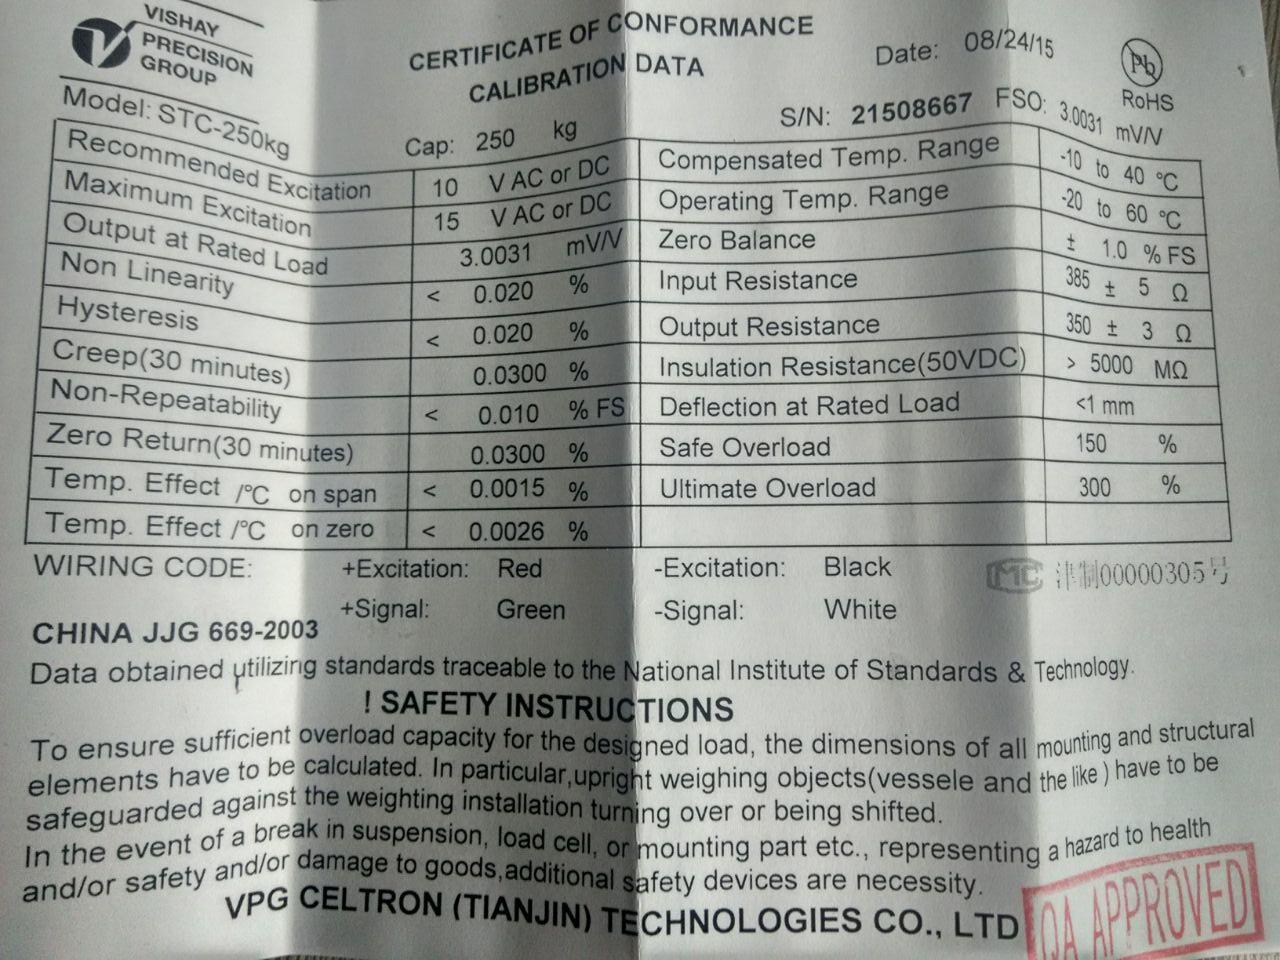 VISHAY
PRECISION
GROUP
CERTIFICATE OF CONFORMANCE
CALIBRATION DATA
Date: 08/24/15
Pb
RoHS
Model: STC-250kg
Cap: 250 kg
S/N: 21508667
FSO: 3.0031 mV/V
Recommended Excitation 10 V AC or DC
Maximum Excitation 15 V AC or DC
Output at Rated Load 3.0031 mV/V
Non Linearity < 0.020 %
Hysteresis < 0.020 %
Creep(30 minutes) 0.0300 %
Non-Repeatability < 0.010 % FS
Zero Return(30 minutes) 0.0300 %
Temp. Effect /°C on span < 0.0015 %
Temp. Effect /°C on zero < 0.0026 %
Compensated Temp. Range -10 to 40 °C
Operating Temp. Range -20 to 60 °C
Zero Balance ± 1.0 % FS
Input Resistance 385 ± 5 Ω
Output Resistance 350 ± 3 Ω
Insulation Resistance(50VDC) > 5000 MΩ
Deflection at Rated Load <1 mm
Safe Overload 150 %
Ultimate Overload 300 %
WIRING CODE: +Excitation: Red -Excitation: Black
+Signal: Green -Signal: White
MC 津制00000305号
CHINA JJG 669-2003
Data obtained utilizing standards traceable to the National Institute of Standards & Technology.
! SAFETY INSTRUCTIONS
To ensure sufficient overload capacity for the designed load, the dimensions of all mounting and structural
elements have to be calculated. In particular,upright weighing objects(vessele and the like ) have to be
safeguarded against the weighting installation turning over or being shifted.
In the event of a break in suspension, load cell, or mounting part etc., representing a hazard to health
and/or safety and/or damage to goods,additional safety devices are necessity.
VPG CELTRON (TIANJIN) TECHNOLOGIES CO., LTD
QA APPROVED